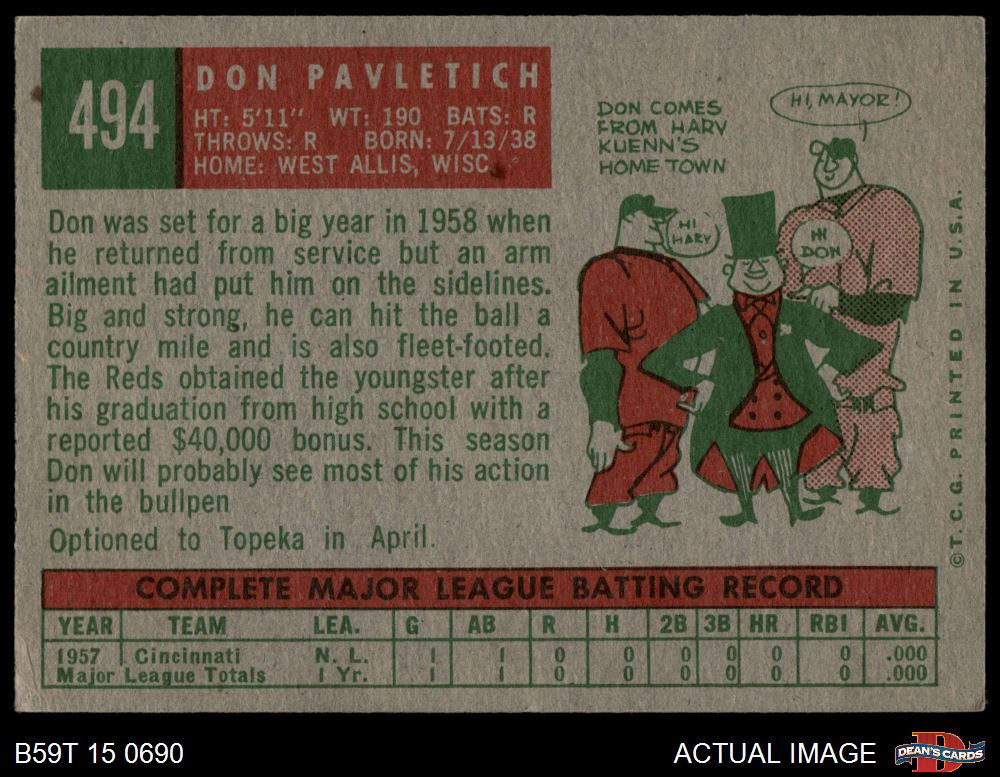 494
DON PAVLETICH
HT: 5'11" WT: 190 BATS: R
THROWS: R BORN: 7/13/38
HOME: WEST ALLIS, WISC.
Don was set for a big year in 1958 when
he returned from service but an arm
ailment had put him on the sidelines.
Big and strong, he can hit the ball a
country mile and is also fleet-footed.
The Reds obtained the youngster after
his graduation from high school with a
reported $40,000 bonus. This season
Don will probably see most of his action
in the bullpen
Optioned to Topeka in April.
DON COMES
FROM HARV
KUENN'S
HOME TOWN
HI, MAYOR!
HI
HARV
HI
DON
©T.C.G. PRINTED IN U.S.A.
COMPLETE MAJOR LEAGUE BATTING RECORD
YEAR TEAM LEA. G AB R H 2B 3B HR RBI AVG.
1957 Cincinnati N. L. 1 1 0 0 0 0 0 0 .000
Major League Totals 1 Yr. 1 1 0 0 0 0 0 0 .000
B59T 15 0690
ACTUAL IMAGE
D
DEAN'S CARDS